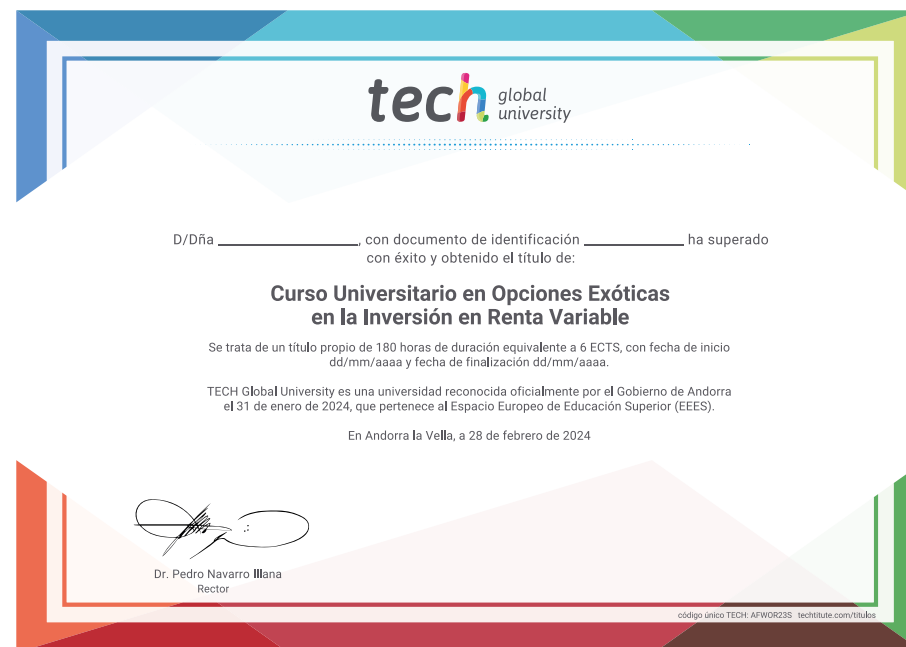 tech global university
D/Dña ____________________, con documento de identificación ______________ ha superado
con éxito y obtenido el título de:
Curso Universitario en Opciones Exóticas
en la Inversión en Renta Variable
Se trata de un título propio de 180 horas de duración equivalente a 6 ECTS, con fecha de inicio
dd/mm/aaaa y fecha de finalización dd/mm/aaaa.
TECH Global University es una universidad reconocida oficialmente por el Gobierno de Andorra
el 31 de enero de 2024, que pertenece al Espacio Europeo de Educación Superior (EEES).
En Andorra la Vella, a 28 de febrero de 2024
Dr. Pedro Navarro Illana
Rector
código único TECH: AFWOR23S techtitute.com/titulos